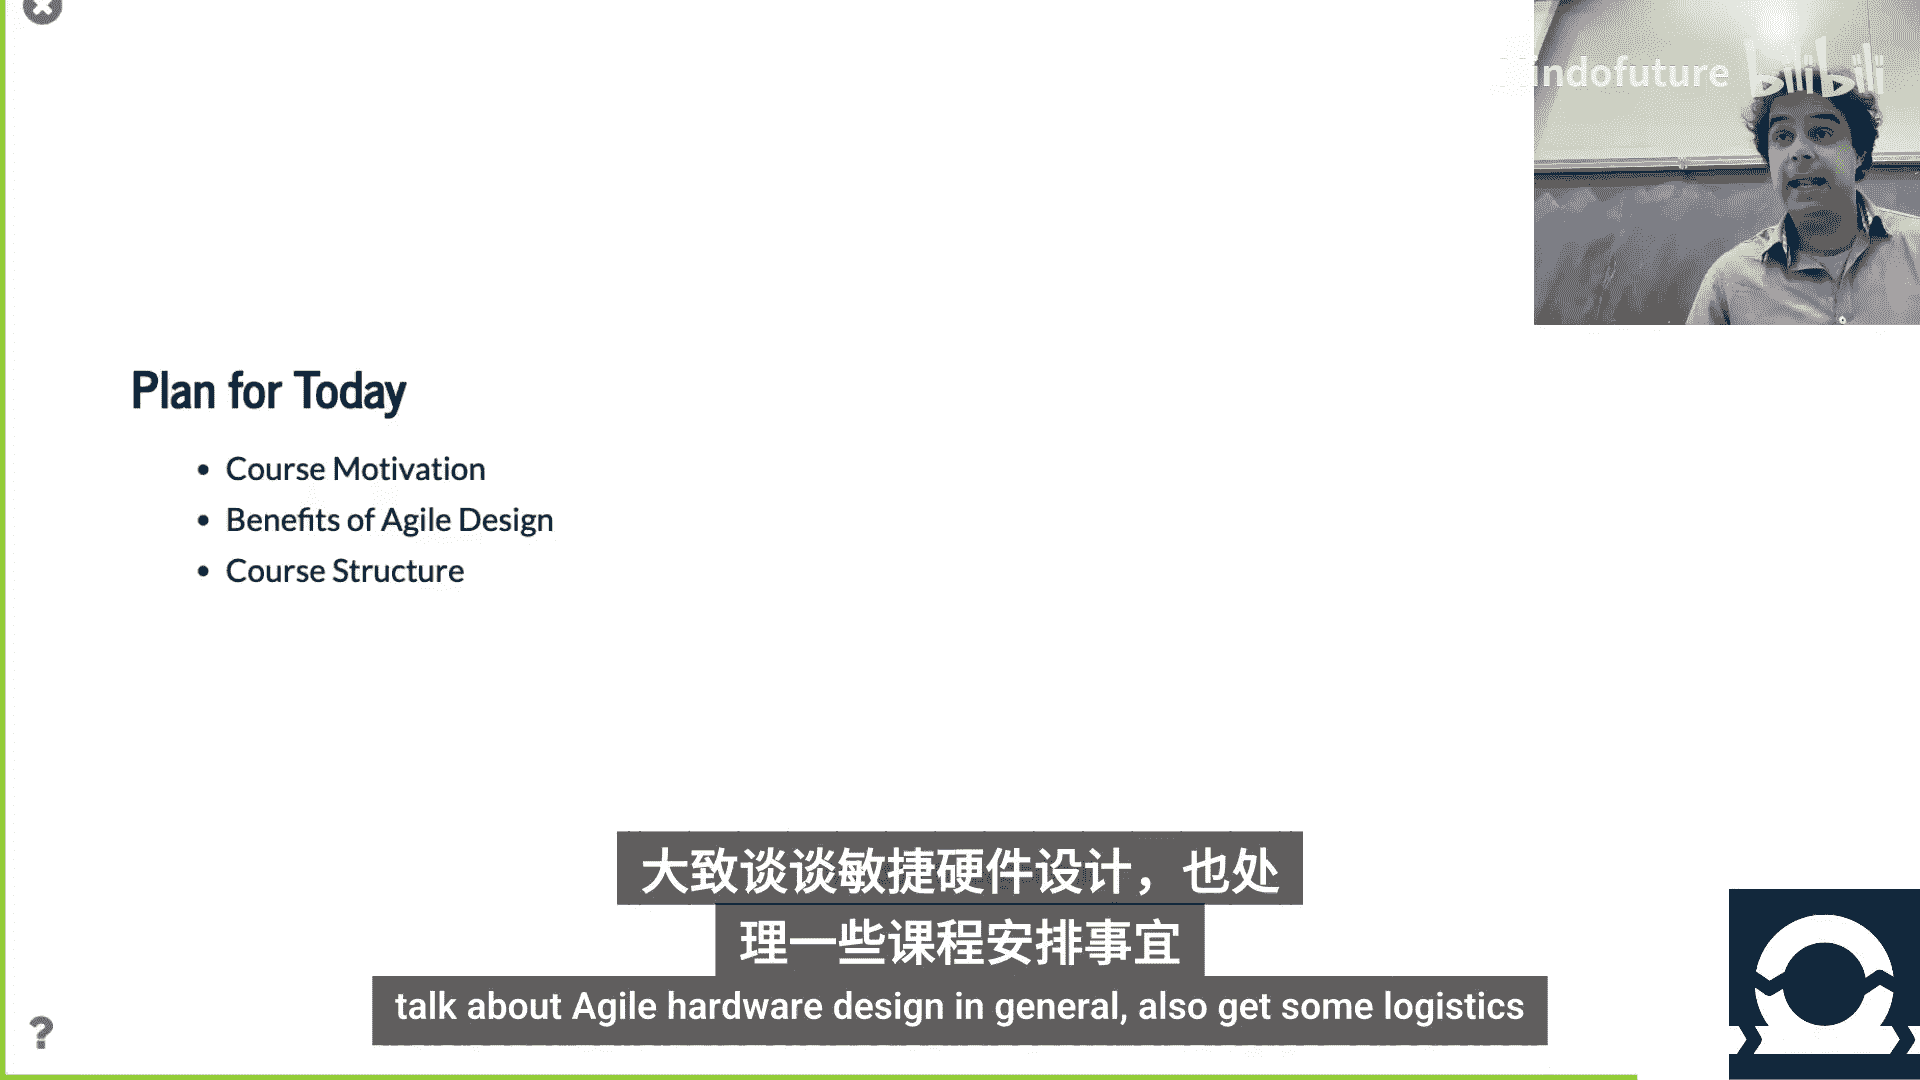 indofuture bilibili
Plan for Today
• Course Motivation
• Benefits of Agile Design
• Course Structure
大致谈谈敏捷硬件设计，也处
理一些课程安排事宜
talk about Agile hardware design in general, also get some logistics
?